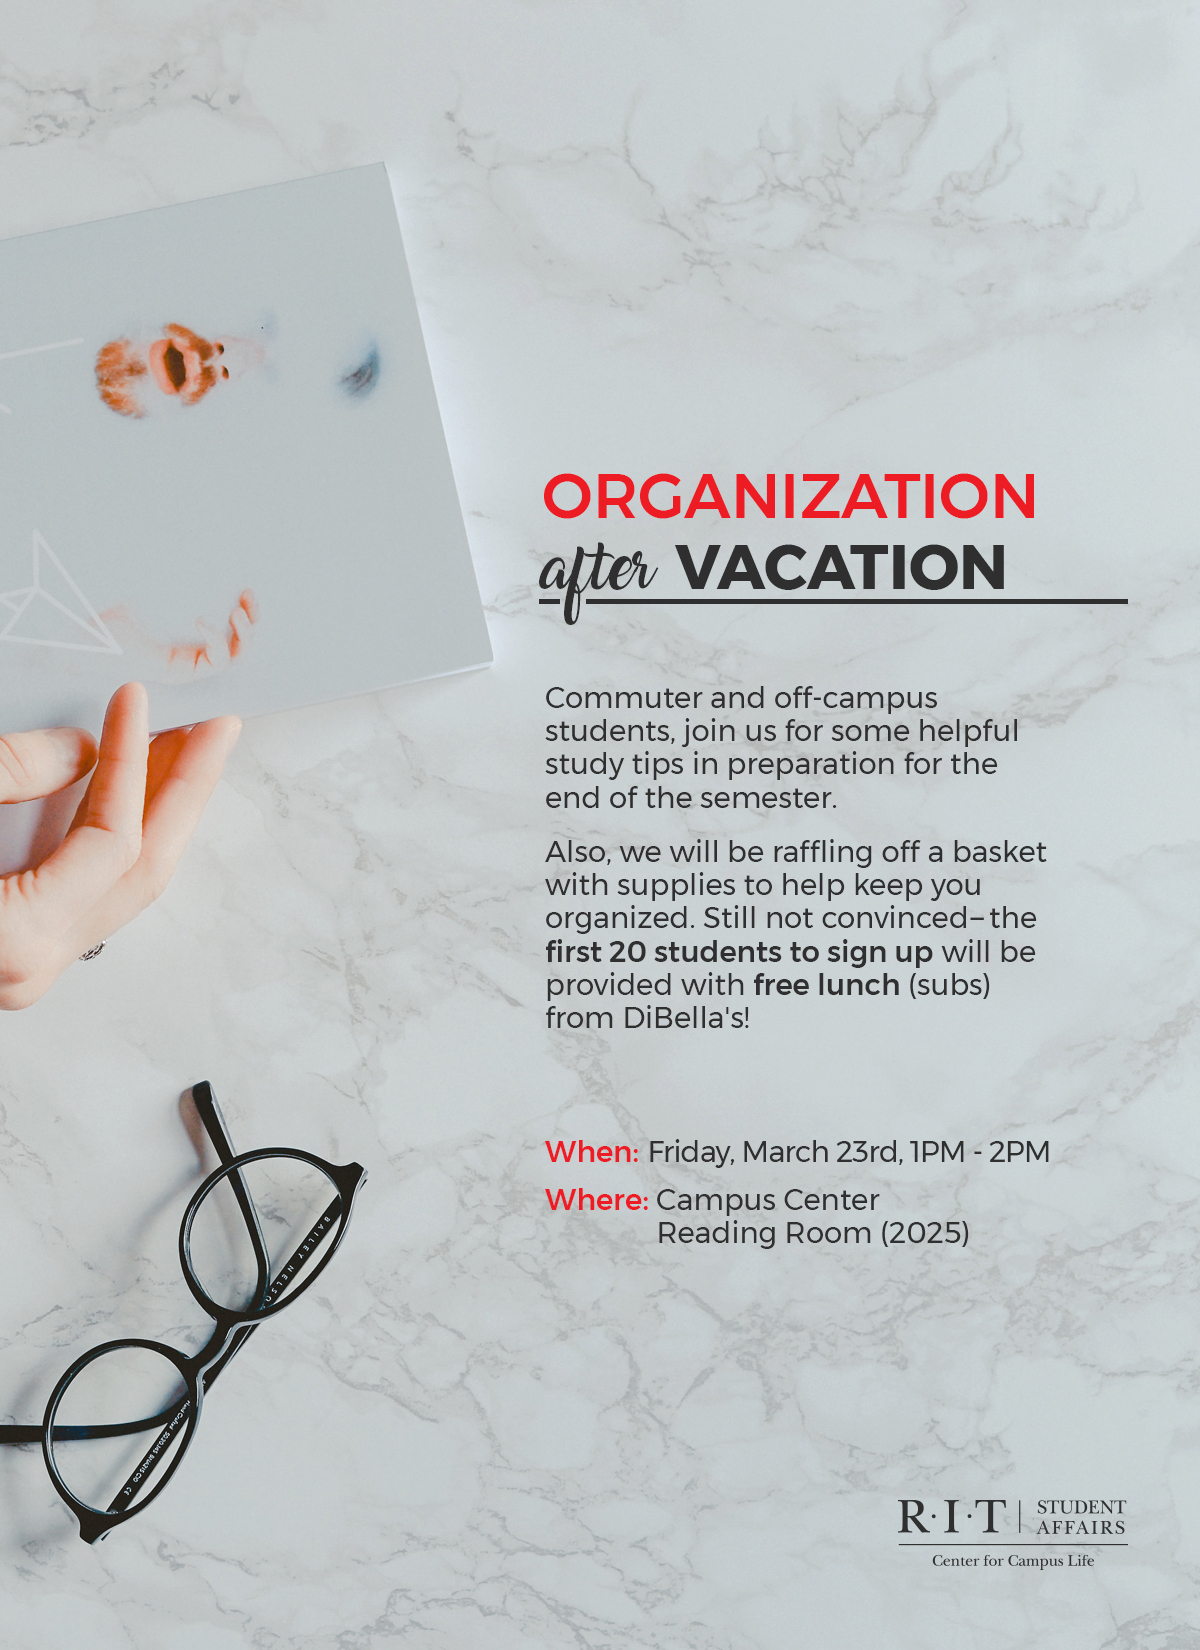 ORGANIZATION
after VACATION
Commuter and off-campus
students, join us for some helpful
study tips in preparation for the
end of the semester.
Also, we will be raffling off a basket
with supplies to help keep you
organized. Still not convinced–the
first 20 students to sign up will be
provided with free lunch (subs)
from DiBella's!
When: Friday, March 23rd, 1PM - 2PM
Where: Campus Center
Reading Room (2025)
BAILEY NELSON
R·I·T | STUDENT
AFFAIRS
Center for Campus Life